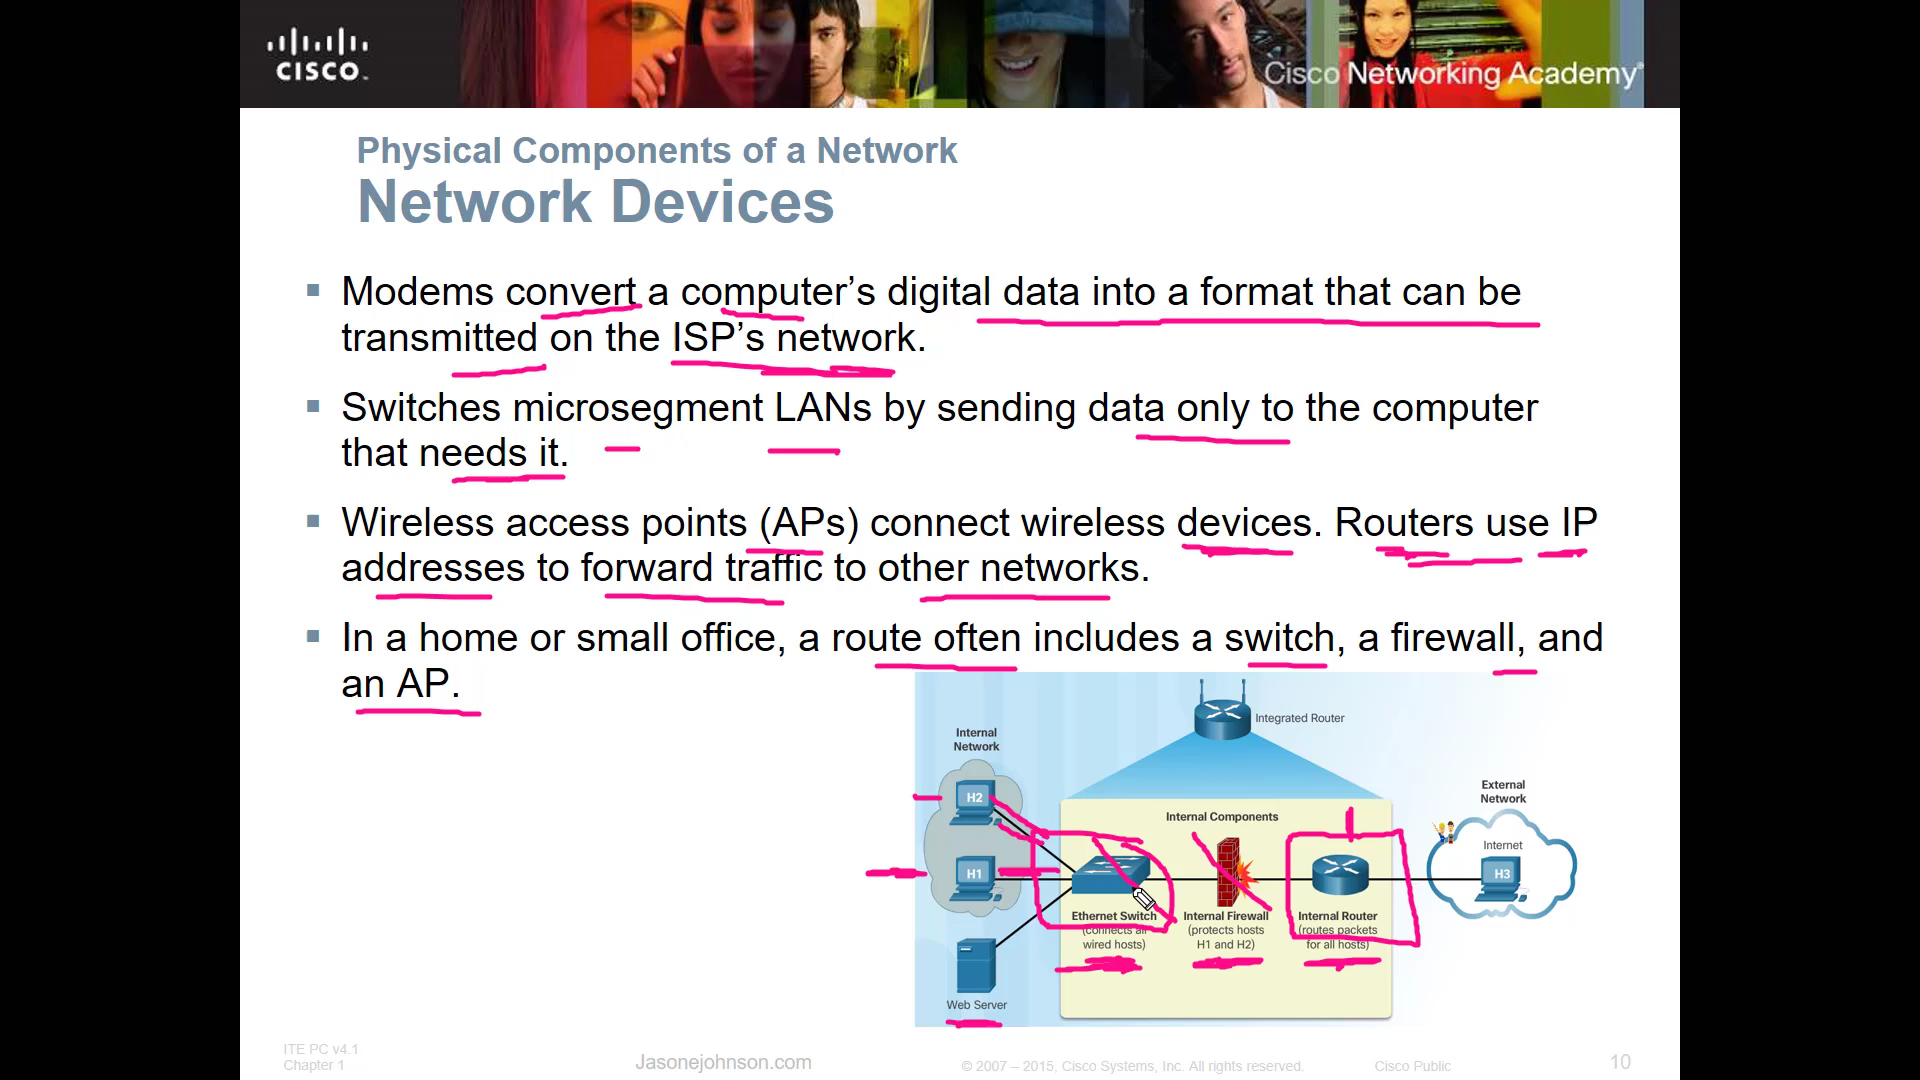 CISCO
Cisco Networking Academy®
Physical Components of a Network
Network Devices
Modems convert a computer’s digital data into a format that can be
transmitted on the ISP’s network.
Switches microsegment LANs by sending data only to the computer
that needs it.
Wireless access points (APs) connect wireless devices. Routers use IP
addresses to forward traffic to other networks.
In a home or small office, a route often includes a switch, a firewall, and
an AP.
Integrated Router
Internal
Network
H2
H1
Web Server
Internal Components
Ethernet Switch
(connects all
wired hosts)
Internal Firewall
(protects hosts
H1 and H2)
Internal Router
(routes packets
for all hosts)
External
Network
Internet
H3
ITE PC v4.1
Chapter 1
Jasonejohnson.com
© 2007 – 2015, Cisco Systems, Inc. All rights reserved.
Cisco Public
10